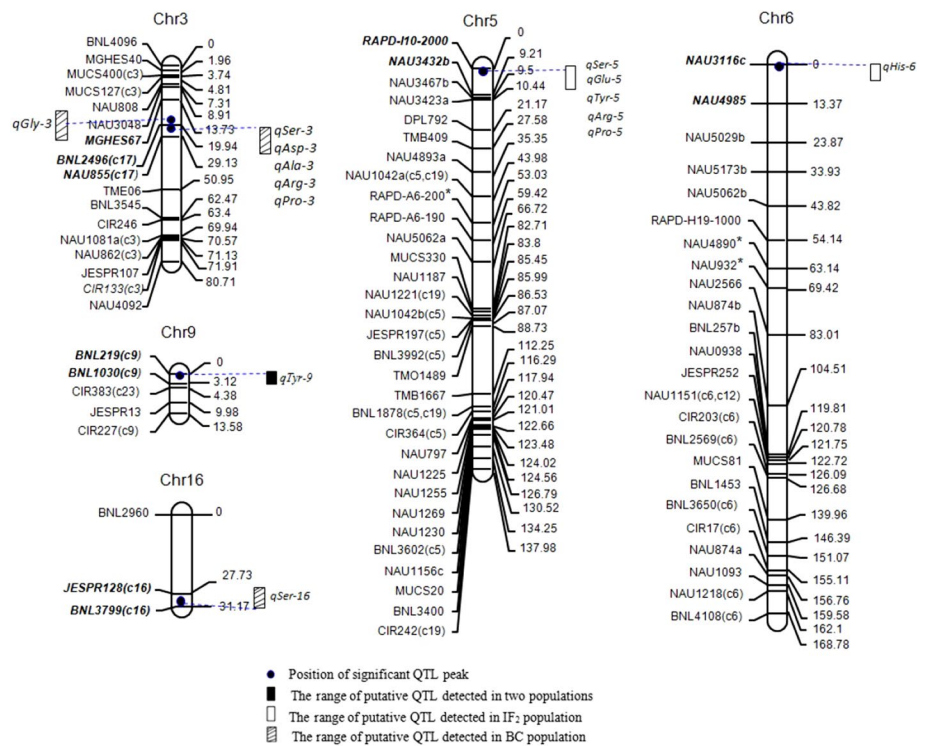 Chr3
BNL4096
MGHES40
MUCS400(c3)
MUCS127(c3)
NAU808
NAU3048
MGHES67
BNL2496(c17)
NAU855(c17)
TME06
BNL3545
CIR246
NAU1081a(c3)
NAU862(c3)
JESPR107
CIR133(c3)
NAU4092
0
1.96
3.74
4.81
7.31
8.91
13.73
19.94
29.13
50.95
62.47
63.4
69.94
70.57
71.13
71.91
80.71
qGly-3
qSer-3
qAsp-3
qAla-3
qArg-3
qPro-3
Chr9
BNL219(c9)
BNL1030(c9)
CIR383(c23)
JESPR13
CIR227(c9)
0
3.12
4.38
9.98
13.58
qTyr-9
Chr16
BNL2960
JESPR128(c16)
BNL3799(c16)
0
27.73
31.17
qSer-16
Chr5
RAPD-I10-2000
NAU3432b
NAU3467b
NAU3423a
DPL792
TMB409
NAU4893a
NAU1042a(c5,c19)
RAPD-A6-200*
RAPD-A6-190
NAU5062a
MUCS330
NAU1187
NAU1221(c19)
NAU1042b(c5)
JESPR197(c5)
BNL3992(c5)
TMO1489
TMB1667
BNL1878(c5,c19)
CIR364(c5)
NAU797
NAU1225
NAU1255
NAU1269
NAU1230
BNL3602(c5)
NAU1156c
MUCS20
BNL3400
CIR242(c19)
0
9.21
9.5
10.44
21.17
27.58
35.35
43.98
53.03
59.42
66.72
82.71
83.8
85.45
85.99
86.53
87.07
88.73
112.25
116.29
117.94
120.47
121.01
122.66
123.48
124.02
124.56
126.79
130.52
134.25
137.98
qSer-5
qGlu-5
qTyr-5
qArg-5
qPro-5
Chr6
NAU3116c
NAU4985
NAU5029b
NAU5173b
NAU5062b
RAPD-H19-1000
NAU4890*
NAU932*
NAU2566
NAU874b
BNL257b
NAU0938
JESPR252
NAU1151(c6,c12)
CIR203(c6)
BNL2569(c6)
MUCS81
BNL1453
BNL3650(c6)
CIR17(c6)
NAU874a
NAU1093
NAU1218(c6)
BNL4108(c6)
0
13.37
23.87
33.93
43.82
54.14
63.14
69.42
83.01
104.51
119.81
120.78
121.75
122.72
126.09
126.68
139.96
146.39
151.07
155.11
156.76
159.58
162.1
168.78
qHis-6
Position of significant QTL peak
The range of putative QTL detected in two populations
The range of putative QTL detected in IF2 population
The range of putative QTL detected in BC population